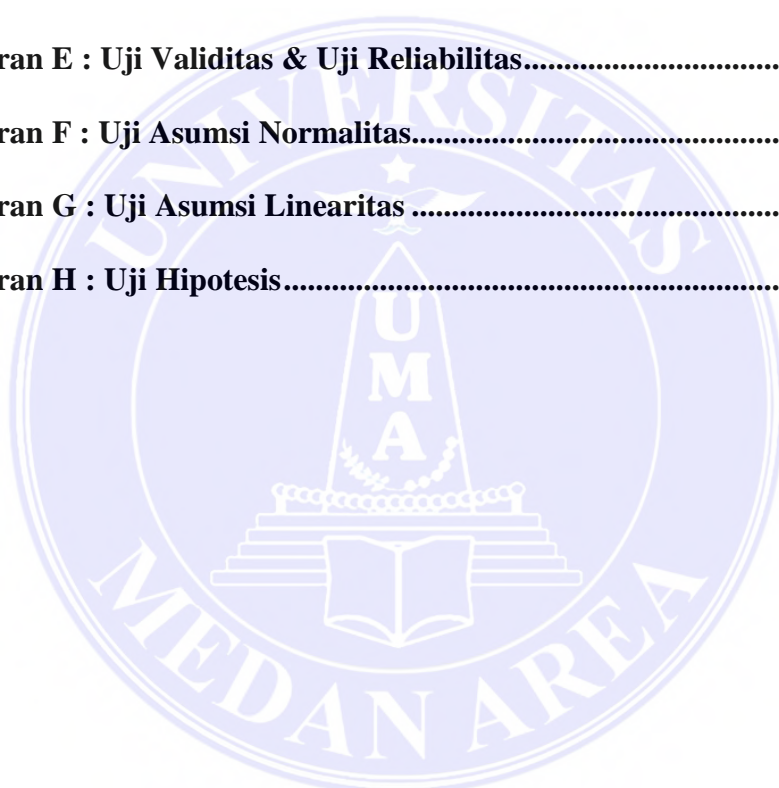 ran E : Uji Validitas & Uji Reliabilitas.................................
ran F : Uji Asumsi Normalitas...............................................
ran G : Uji Asumsi Linearitas ...............................................
ran H : Uji Hipotesis...............................................................
UNIVERSITAS
U
M
A
MEDAN AREA